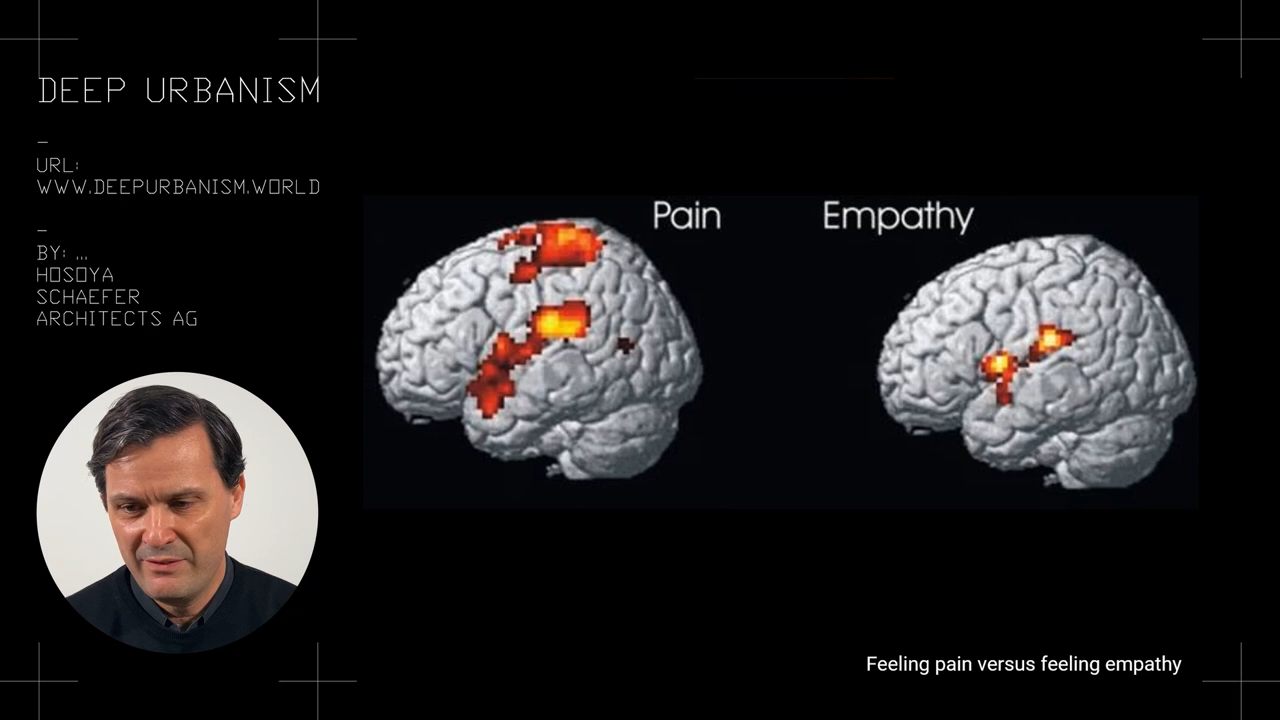 DEEP URBANISM
–
URL:
WWW.DEEPURBANISM.WORLD
–
BY: ...
HOSOYA
SCHAEFER
ARCHITECTS AG
Pain
Empathy
Feeling pain versus feeling empathy